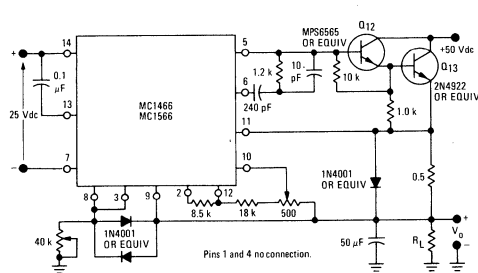 MPS6565
OR EQUIV
Q12
+50 Vdc
Q13
2N4922
OR EQUIV
+
14
0.1
μF
25 Vdc
13
−
7
MC1466
MC1566
5
1.2 k
10
pF
10 k
6
240 pF
1.0 k
11
10
8
3
9
2
12
8.5 k
18 k
500
1N4001
OR EQUIV
0.5
40 k
1N4001
OR EQUIV
50 μF
RL
+
Vo
−
Pins 1 and 4 no connection.